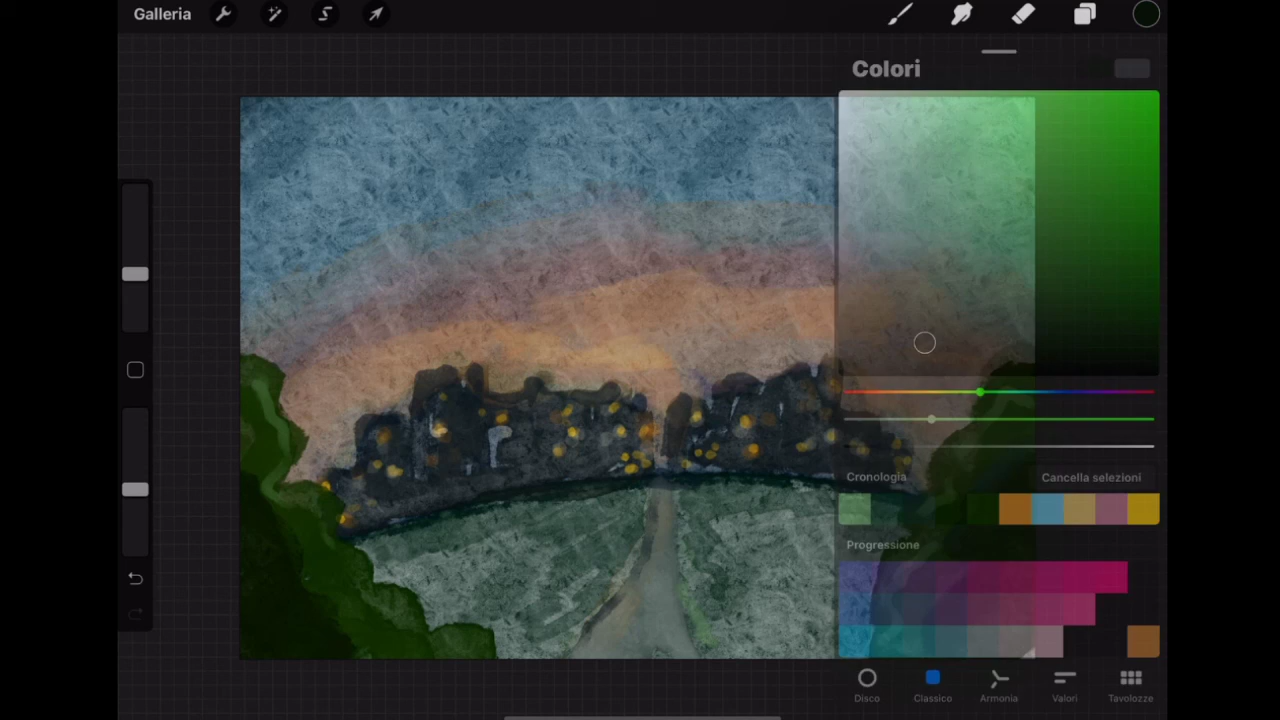 Galleria
Colori
Cronologia Cancella selezioni
Progressione
Disco Classico Armonia Valori Tavolozze